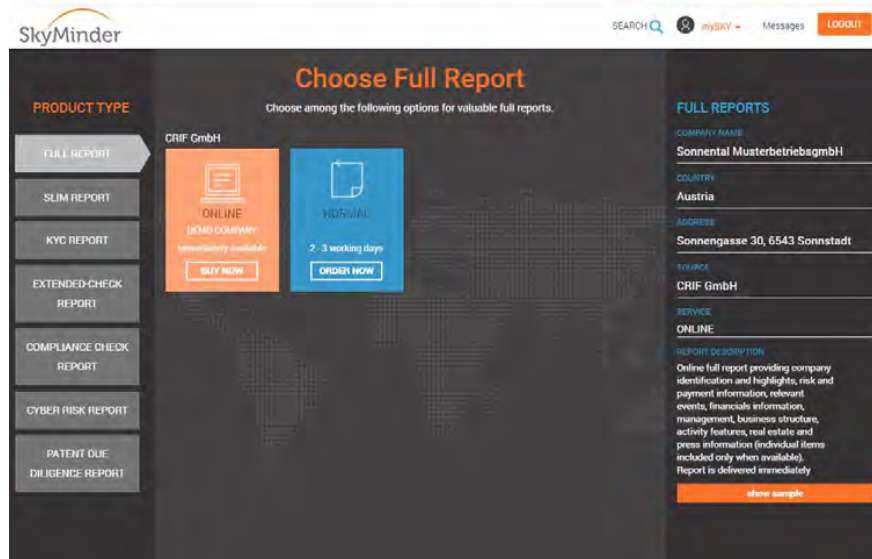 SkyMinder
SEARCH
mySKY
Messages
LOGOUT
PRODUCT TYPE
FULL REPORT
SLIM REPORT
KYC REPORT
EXTENDED-CHECK
REPORT
COMPLIANCE CHECK
REPORT
CYBER RISK REPORT
PATENT DUE
DILIGENCE REPORT
Choose Full Report
Choose among the following options for valuable full reports.
CRIF GmbH
ONLINE
DEMO COMPANY
Immediately available
BUY NOW
NORMAL
2 - 3 working days
ORDER NOW
FULL REPORTS
COMPANY NAME
Sonnental MusterbetriebsgmbH
COUNTRY
Austria
ADDRESS
Sonnengasse 30, 6543 Sonnstadt
SOURCE
CRIF GmbH
SERVICE
ONLINE
REPORT DESCRIPTION
Online full report providing company
identification and highlights, risk and
payment information, relevant
events, financials information,
management, business structure,
activity features, real estate and
press information (individual items
included only when available).
Report is delivered immediately
show sample